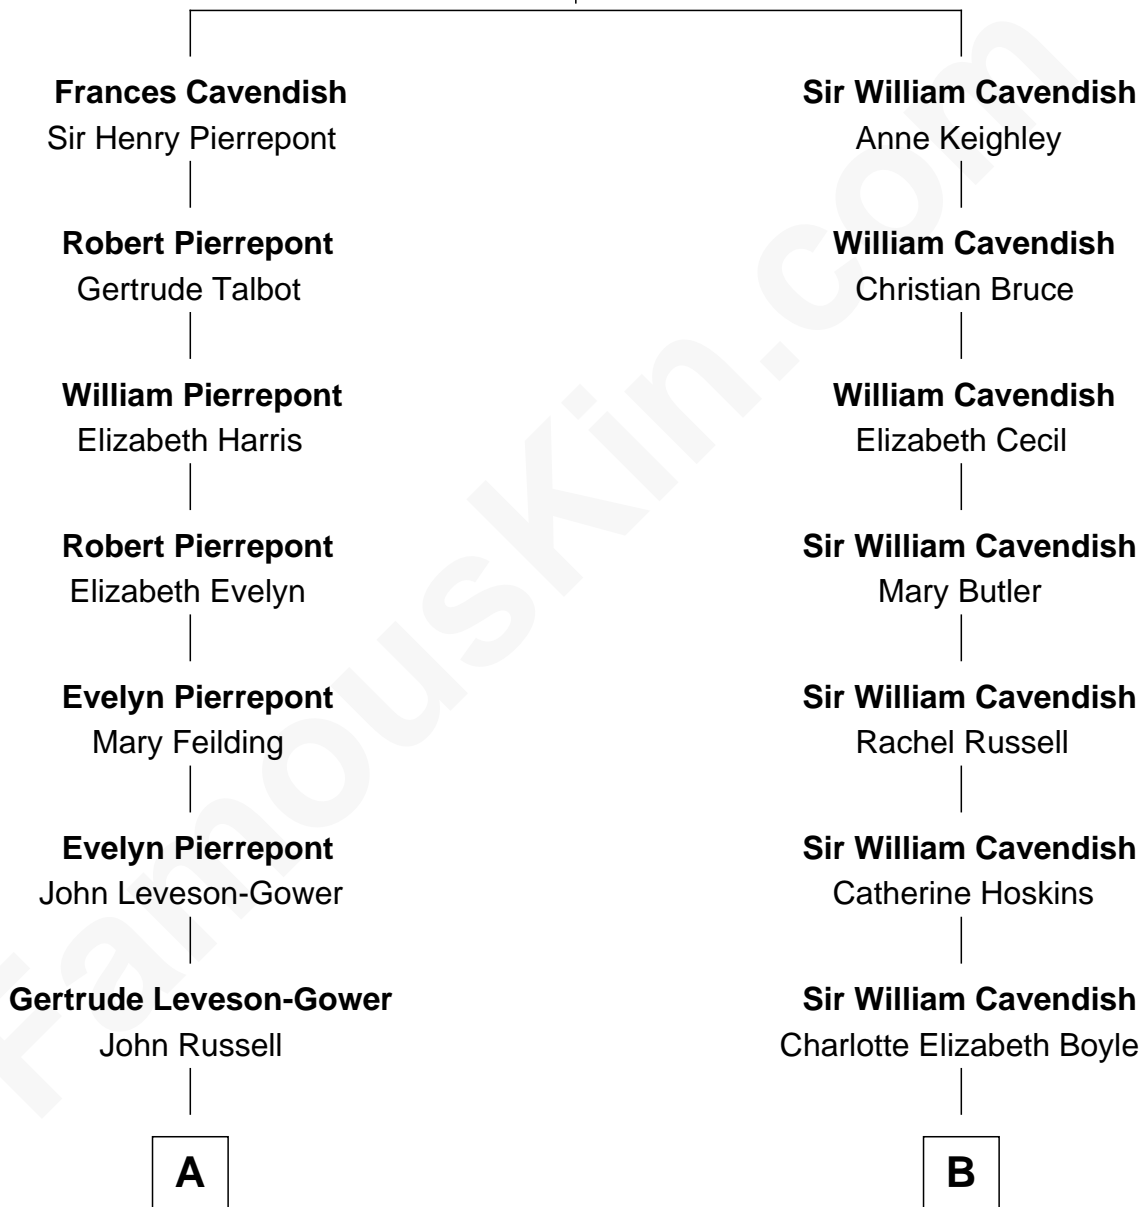 Frances Cavendish
Sir Henry Pierrepont
Robert Pierrepont
Gertrude Talbot
William Pierrepont
Elizabeth Harris
Robert Pierrepont
Elizabeth Evelyn
Evelyn Pierrepont
Mary Feilding
Evelyn Pierrepont
John Leveson-Gower
Gertrude Leveson-Gower
John Russell
A
Sir William Cavendish
Anne Keighley
William Cavendish
Christian Bruce
William Cavendish
Elizabeth Cecil
Sir William Cavendish
Mary Butler
Sir William Cavendish
Rachel Russell
Sir William Cavendish
Catherine Hoskins
Sir William Cavendish
Charlotte Elizabeth Boyle
B
FamousKin.com